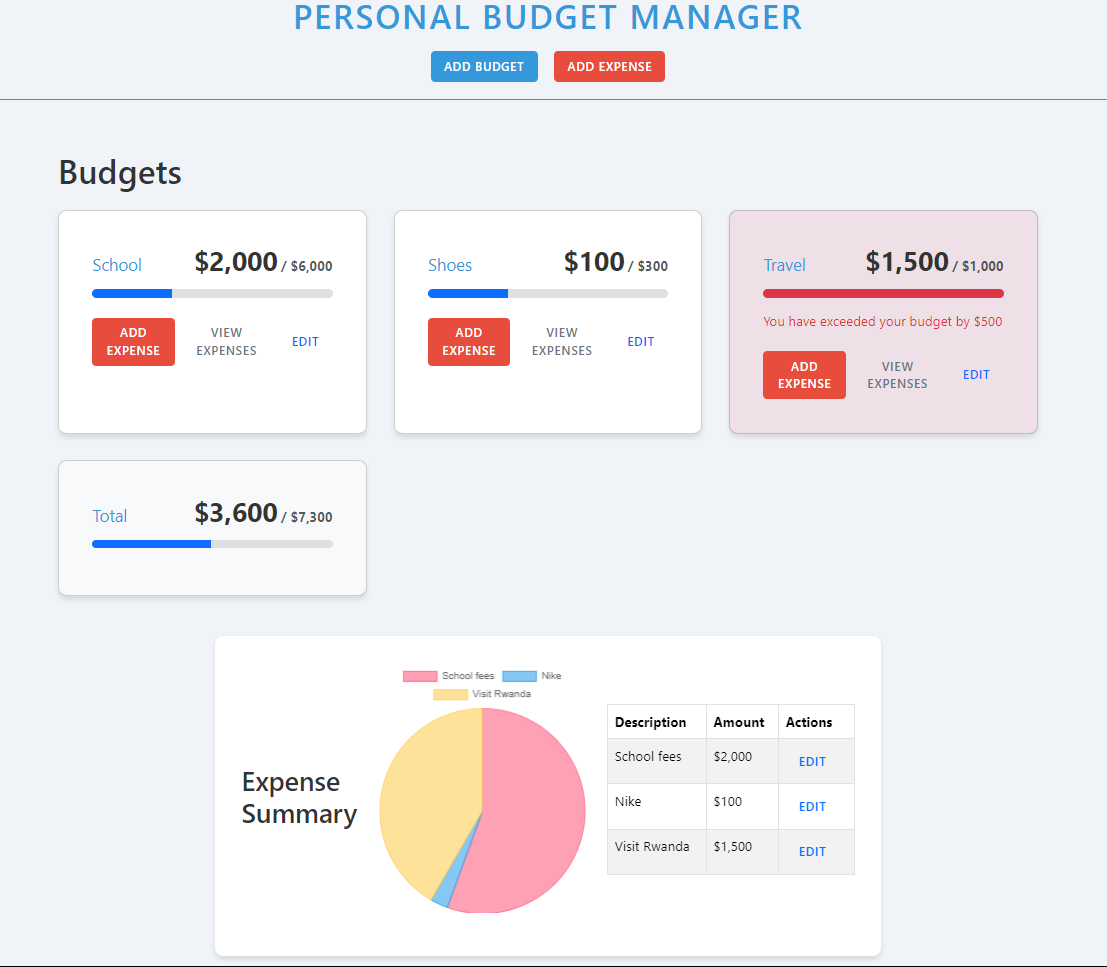 PERSONAL BUDGET MANAGER
ADD BUDGET ADD EXPENSE
Budgets
School $2,000 / $6,000
ADD EXPENSE VIEW EXPENSES EDIT
Shoes $100 / $300
ADD EXPENSE VIEW EXPENSES EDIT
Travel $1,500 / $1,000
You have exceeded your budget by $500
ADD EXPENSE VIEW EXPENSES EDIT
Total $3,600 / $7,300
Expense
Summary
School fees Nike
Visit Rwanda
Description Amount Actions
School fees $2,000 EDIT
Nike $100 EDIT
Visit Rwanda $1,500 EDIT